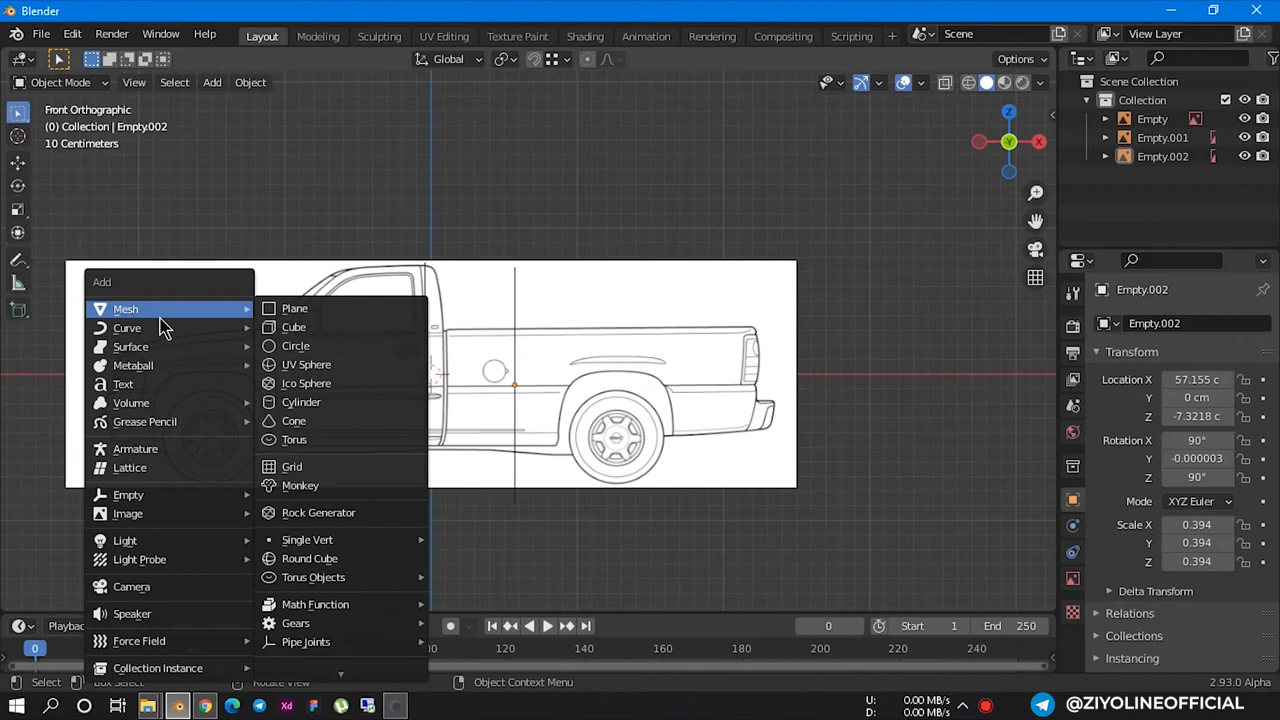 Blender
File Edit Render Window Help Layout Modeling Sculpting UV Editing Texture Paint Shading Animation Rendering Compositing Scripting + Scene View Layer
Global Options
Object Mode View Select Add Object
Scene Collection
Collection
Empty
Empty.001
Empty.002
Front Orthographic
(0) Collection | Empty.002
10 Centimeters
Z
Y
X
Add
Mesh
Curve
Surface
Metaball
Text
Volume
Grease Pencil
Armature
Lattice
Empty
Image
Light
Light Probe
Camera
Speaker
Force Field
Collection Instance
Plane
Cube
Circle
UV Sphere
Ico Sphere
Cylinder
Cone
Torus
Grid
Monkey
Rock Generator
Single Vert
Round Cube
Torus Objects
Math Function
Gears
Pipe Joints
Empty.002
Empty.002
Transform
Location X 57.155 c
Y 0 cm
Z -7.3218 c
Rotation X 90°
Y -0.000003
Z 90°
Mode XYZ Euler
Scale X 0.394
Y 0.394
Z 0.394
Delta Transform
Relations
Collections
Instancing
Playba
0 Start 1 End 250
0 120 140 160 180 200 220 240
Select Box Select Rotate View Object Context Menu 2.93.0 Alpha
Xd
U: 0.00 MB/s
D: 0.00 MB/s
@ZIYOLINEOFFICIAL